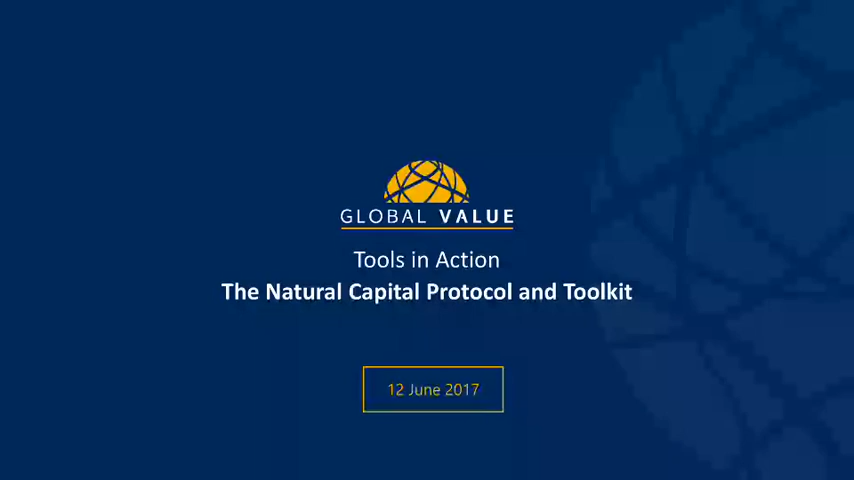 GLOBAL VALUE
Tools in Action
The Natural Capital Protocol and Toolkit
12 June 2017